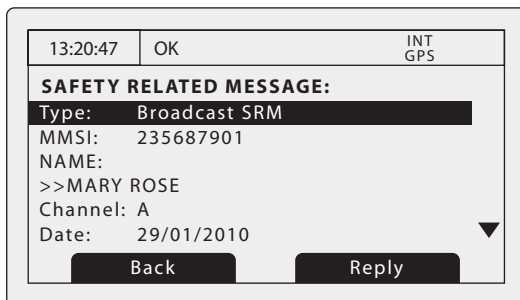 13:20:47 OK INT
GPS
SAFETY RELATED MESSAGE:
Type: Broadcast SRM
MMSI: 235687901
NAME:
>>MARY ROSE
Channel: A
Date: 29/01/2010
Back Reply